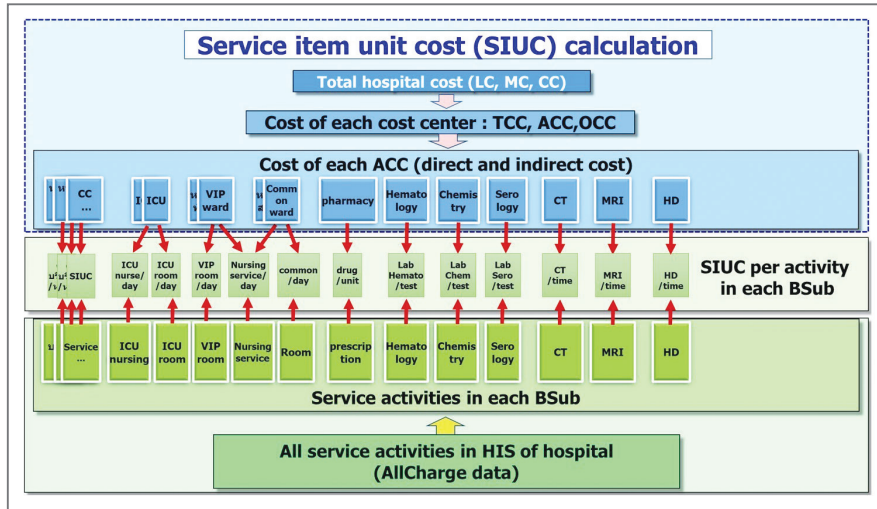 Service item unit cost (SIUC) calculation
Total hospital cost (LC, MC, CC)
Cost of each cost center : TCC, ACC,OCC
Cost of each ACC (direct and indirect cost)
CC
...
ICU
VIP
ward
Comm
on
ward
pharmacy
Hemato
logy
Chemis
try
Sero
logy
CT
MRI
HD
SIUC
ICU
nurse/
day
ICU
room/
day
VIP
room
/day
Nursing
service/
day
common
/day
drug
/unit
Lab
Hemato
/test
Lab
Chem
/test
Lab
Sero
/test
CT
/time
MRI
/time
HD
/time
SIUC per activity
in each BSub
Service
...
ICU
nursing
ICU
room
VIP
room
Nursing
service
Room
prescrip
tion
Hemato
logy
Chemis
try
Sero
logy
CT
MRI
HD
Service activities in each BSub
All service activities in HIS of hospital
(AllCharge data)